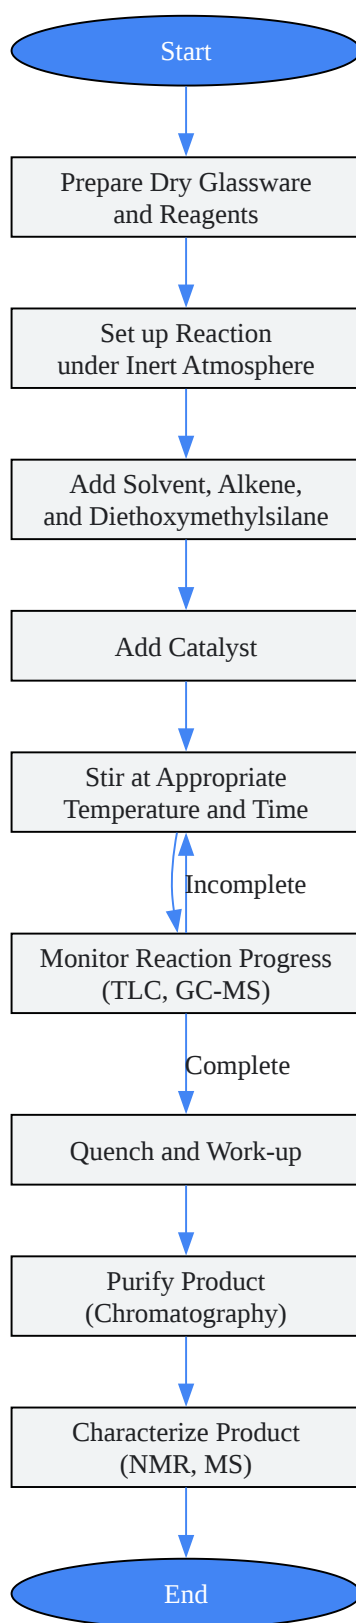 Start
Prepare Dry Glassware
and Reagents
Set up Reaction
under Inert Atmosphere
Add Solvent, Alkene,
and Diethoxymethylsilane
Add Catalyst
Stir at Appropriate
Temperature and Time
Incomplete
Monitor Reaction Progress
(TLC, GC-MS)
Complete
Quench and Work-up
Purify Product
(Chromatography)
Characterize Product
(NMR, MS)
End